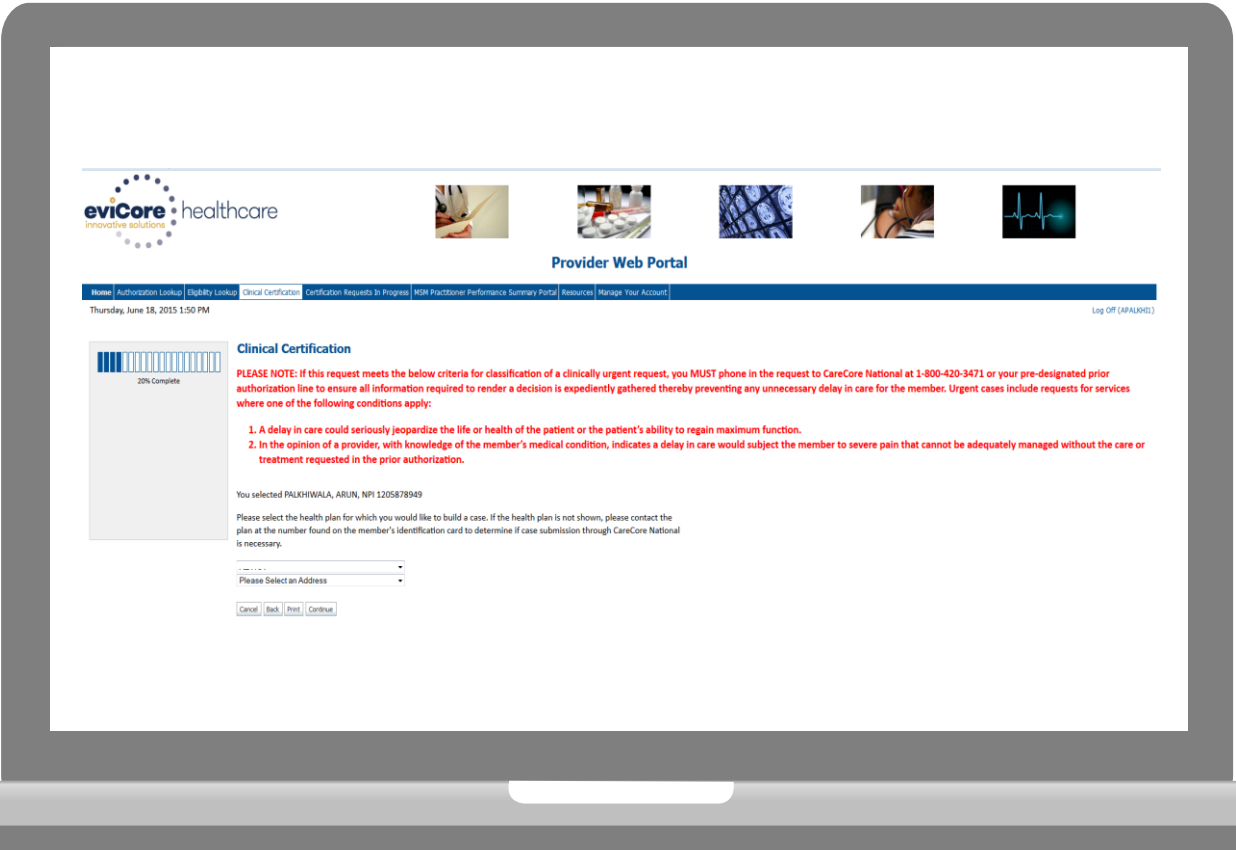 eviCore healthcare
innovative solutions
Provider Web Portal
Home Authorization Lookup Eligibility Lookup Clinical Certification Certification Requests In Progress MSM Practitioner Performance Summary Portal Resources Manage Your Account
Thursday, June 18, 2015 1:50 PM
Log Off (APALKHI1)
20% Complete
Clinical Certification
PLEASE NOTE: If this request meets the below criteria for classification of a clinically urgent request, you MUST phone in the request to CareCore National at 1-800-420-3471 or your pre-designated prior
authorization line to ensure all information required to render a decision is expediently gathered thereby preventing any unnecessary delay in care for the member. Urgent cases include requests for services
where one of the following conditions apply:
1. A delay in care could seriously jeopardize the life or health of the patient or the patient's ability to regain maximum function.
2. In the opinion of a provider, with knowledge of the member's medical condition, indicates a delay in care would subject the member to severe pain that cannot be adequately managed without the care or
treatment requested in the prior authorization.
You selected PALKHIWALA, ARUN, NPI 1205878949
Please select the health plan for which you would like to build a case. If the health plan is not shown, please contact the
plan at the number found on the member's identification card to determine if case submission through CareCore National
is necessary.
Please Select an Address
Cancel Back Print Continue